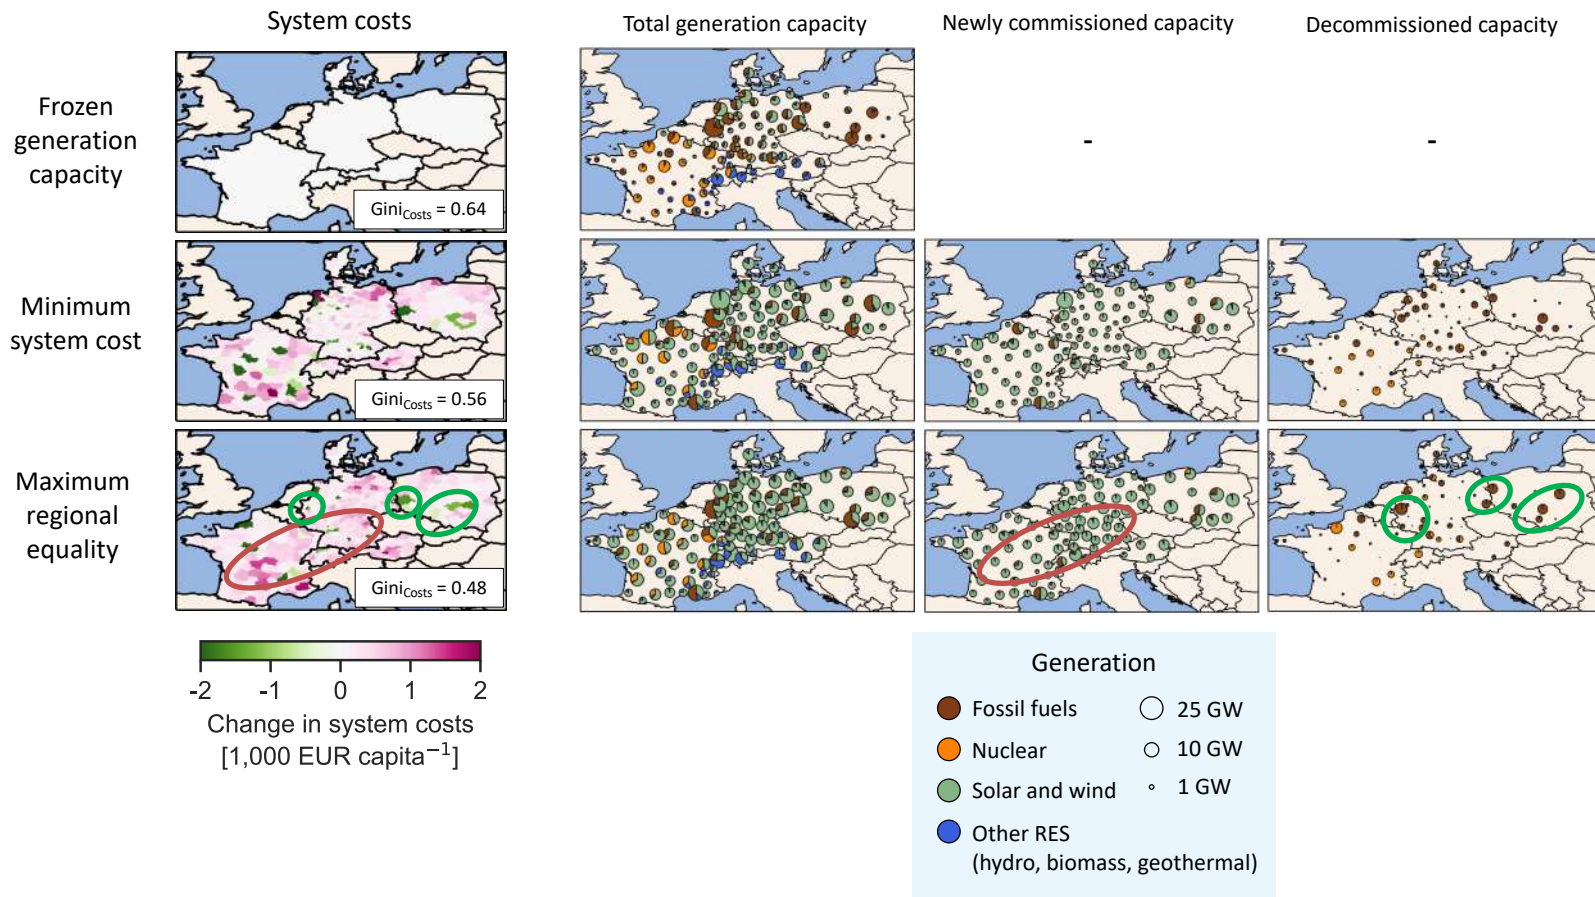 System costs
Total generation capacity
Newly commissioned capacity
Decommissioned capacity
Frozen
generation
capacity
Gini_Costs = 0.64
-
-
Minimum
system cost
Gini_Costs = 0.56
Maximum
regional
equality
Gini_Costs = 0.48
-2 -1 0 1 2
Change in system costs
[1,000 EUR capita⁻¹]
Generation
Fossil fuels
25 GW
Nuclear
10 GW
Solar and wind
1 GW
Other RES
(hydro, biomass, geothermal)